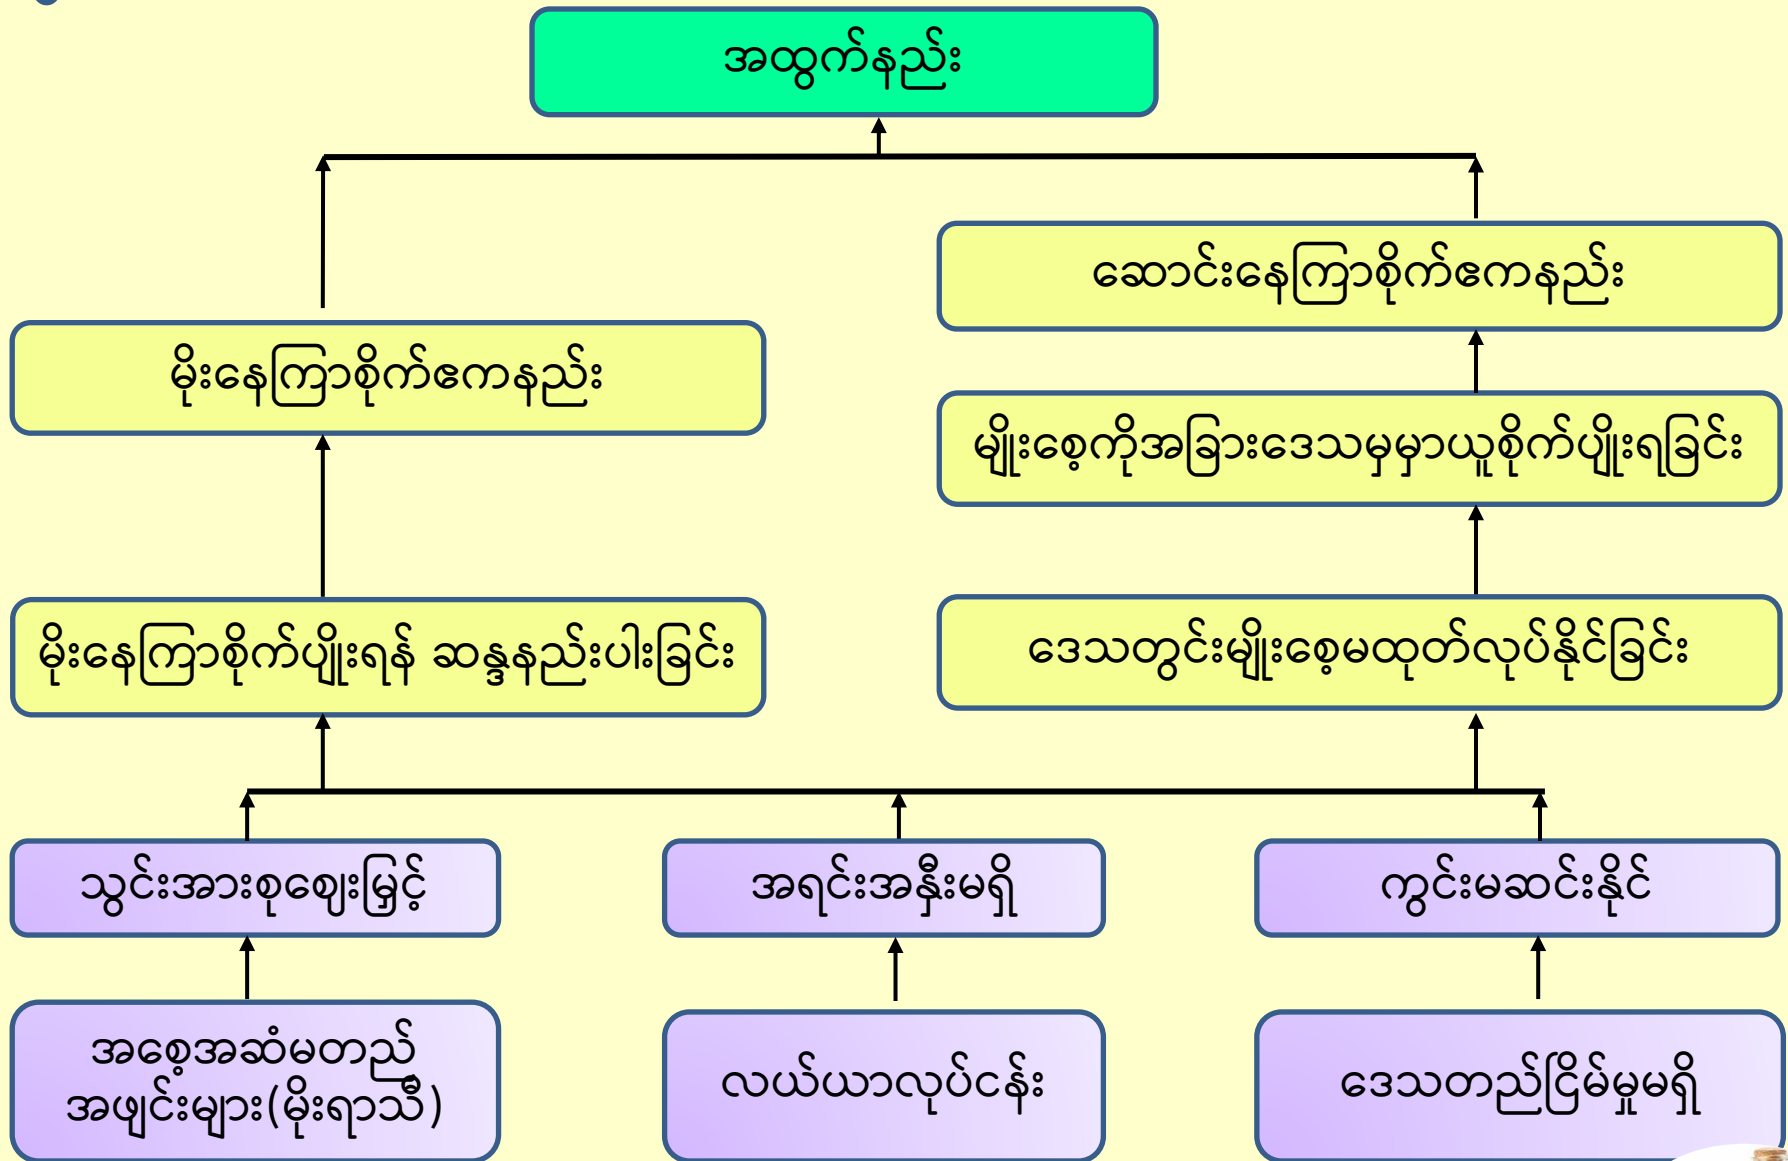 အထွက်နည်း
ဆောင်းနေကြာစိုက်ဧကနည်း
မိုးနေကြာစိုက်ဧကနည်း
မျိုးစေ့ကိုအခြားဒေသမှမှာယူစိုက်ပျိုးရခြင်း
မိုးနေကြာစိုက်ပျိုးရန် ဆန္ဒနည်းပါးခြင်း
ဒေသတွင်းမျိုးစေ့မထုတ်လုပ်နိုင်ခြင်း
သွင်းအားစုဈေးမြှင့်
အရင်းအနှီးမရှိ
ကွင်းမဆင်းနိုင်
အစေ့အဆံမတည်
အဖျင်းများ(မိုးရာသီ)
လယ်ယာလုပ်ငန်း
ဒေသတည်ငြိမ်မှုမရှိ